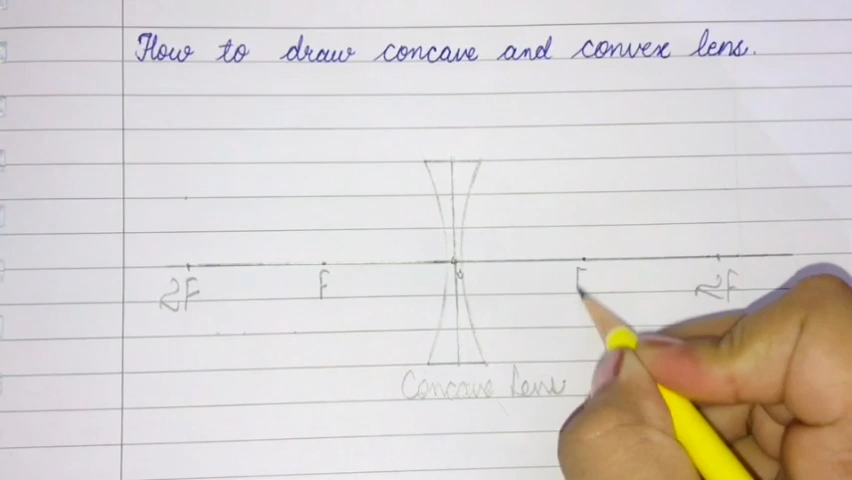 How to draw concave and convex lens.
2F F o F 2F
Concave Lens